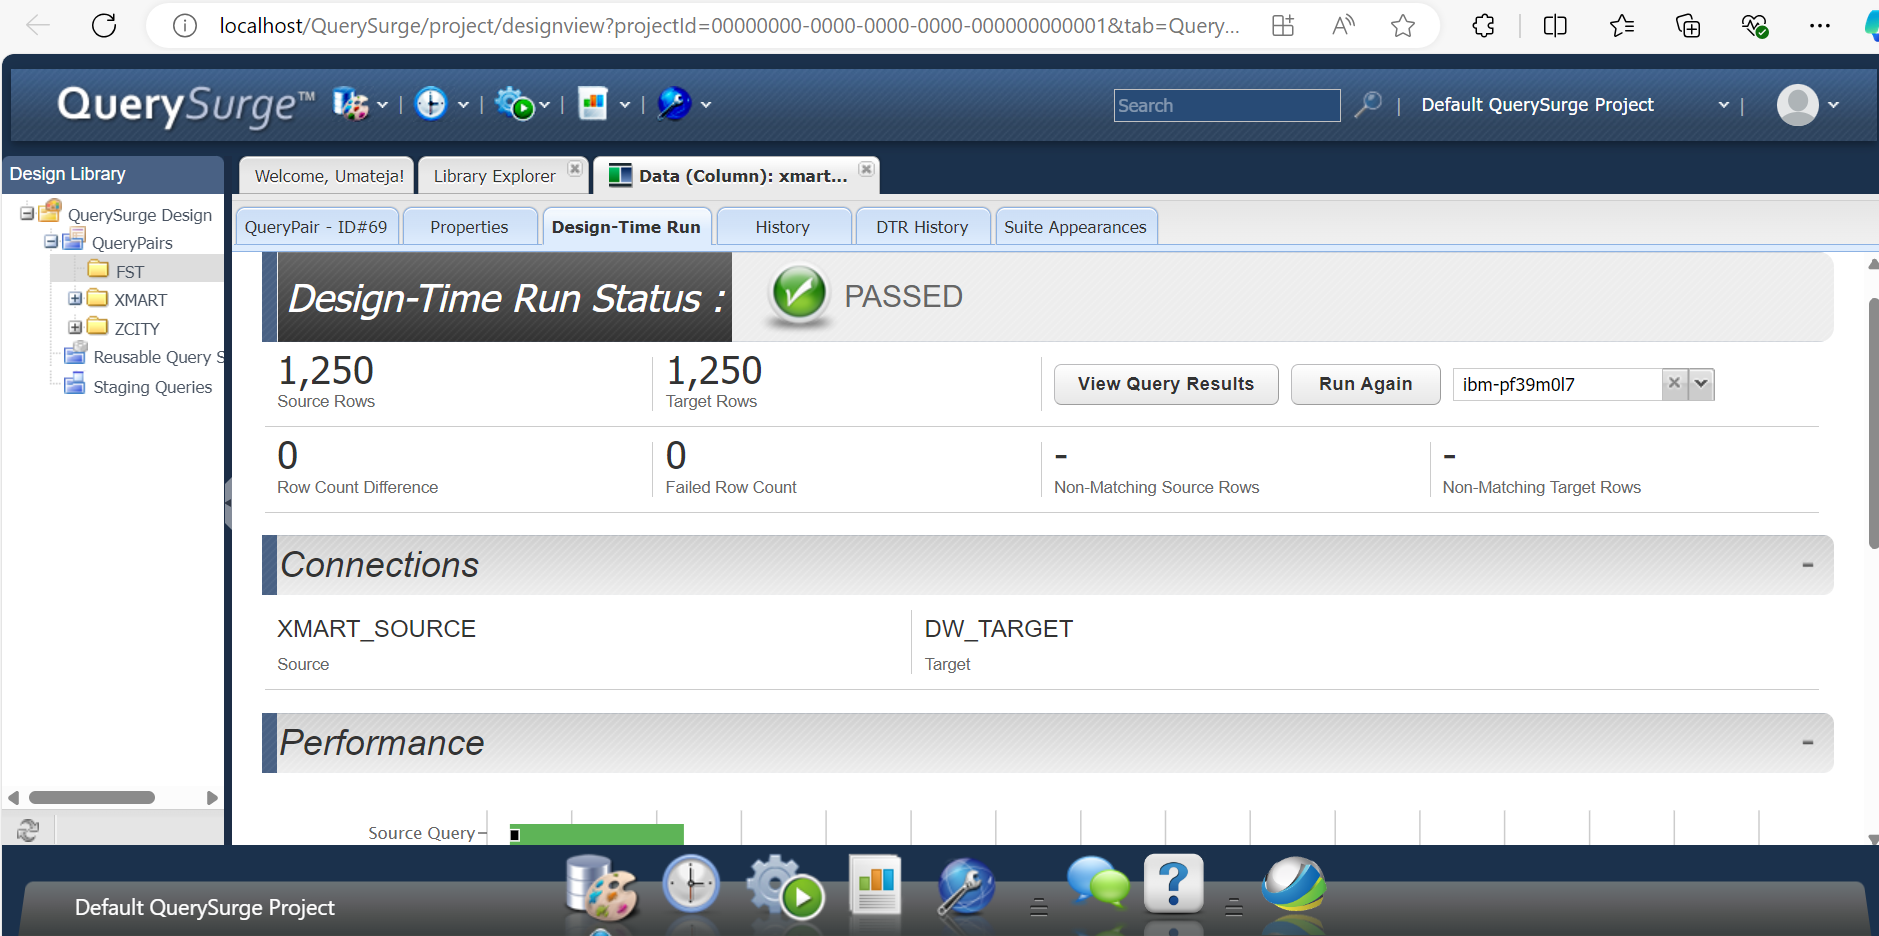 localhost/QuerySurge/project/designview?projectId=00000000-0000-0000-0000-000000000001&tab=Query...
QuerySurge™
Search
Default QuerySurge Project
Design Library
Welcome, Umateja!
Library Explorer
Data (Column): xmart...
QuerySurge Design
QueryPairs
FST
XMART
ZCITY
Reusable Query S
Staging Queries
QueryPair - ID#69
Properties
Design-Time Run
History
DTR History
Suite Appearances
Design-Time Run Status :
PASSED
1,250
Source Rows
1,250
Target Rows
View Query Results
Run Again
ibm-pf39m0l7
0
Row Count Difference
0
Failed Row Count
-
Non-Matching Source Rows
-
Non-Matching Target Rows
Connections
XMART_SOURCE
Source
DW_TARGET
Target
Performance
Source Query
Default QuerySurge Project